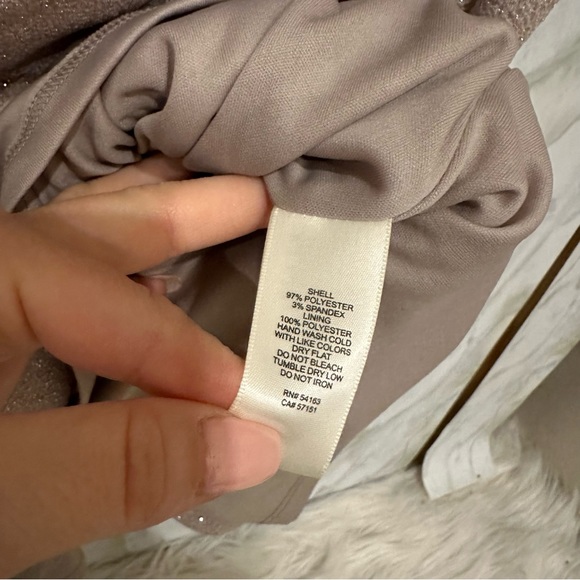 SHELL
97% POLYESTER
3% SPANDEX
LINING
100% POLYESTER
HAND WASH COLD
WITH LIKE COLORS
DRY FLAT
DO NOT BLEACH
TUMBLE DRY LOW
DO NOT IRON
RN# 54163
CA# 57151